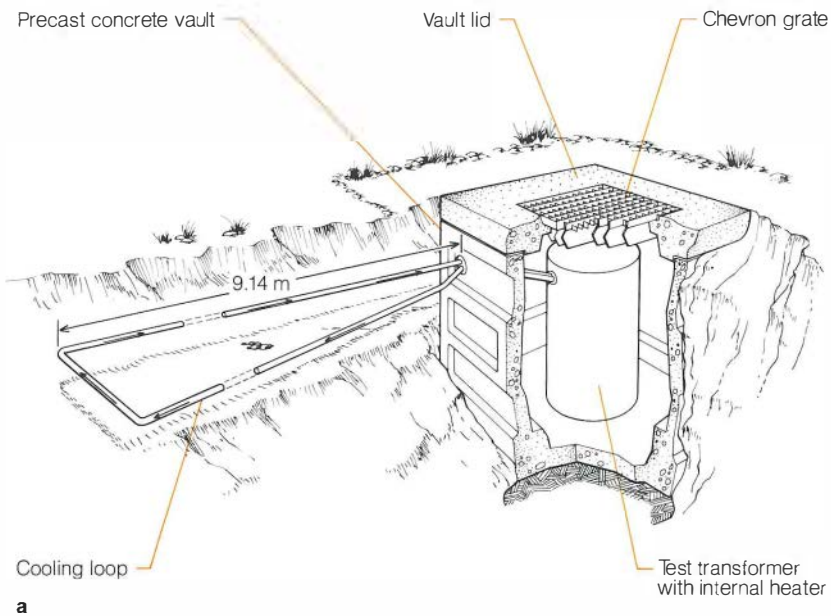 Precast concrete vault
Vault lid
Chevron grate
9.14 m
Cooling loop
Test transformer
with internal heater
a